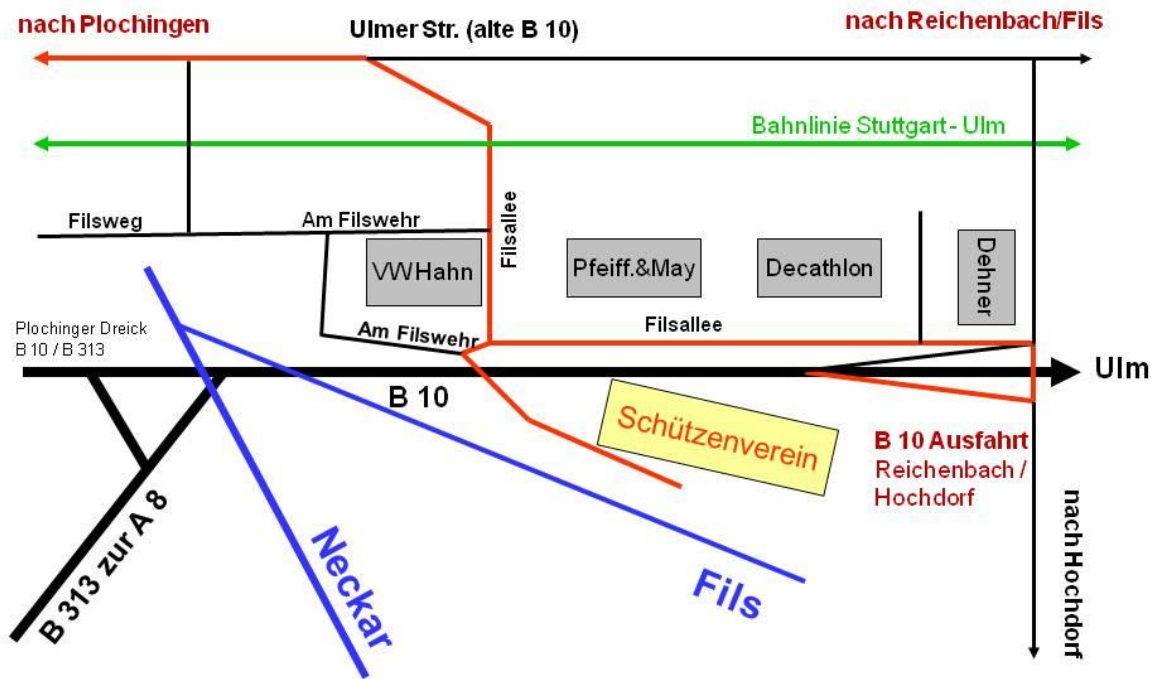 nach Plochingen
Ulmer Str. (alte B 10)
nach Reichenbach/Fils
Bahnlinie Stuttgart - Ulm
Filsweg
Am Filswehr
Filsallee
VW Hahn
Pfeiff.&May
Decathlon
Dehner
Plochinger Dreick
B 10 / B 313
Am Filswehr
Filsallee
Ulm
B 10
Schützenverein
B 10 Ausfahrt
Reichenbach /
Hochdorf
B 313 zur A 8
Neckar
Fils
nach Hochdorf